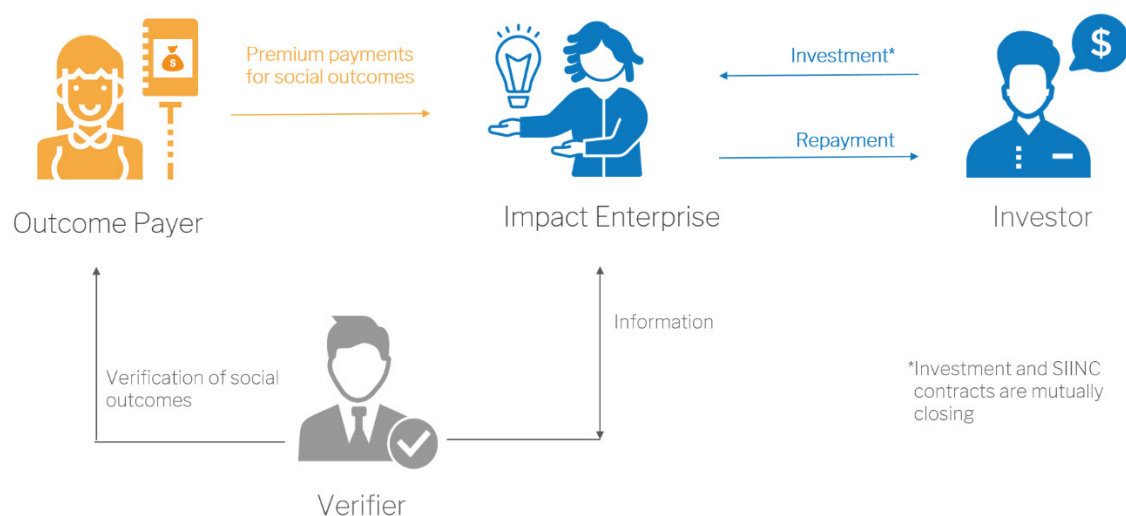 Premium payments
for social outcomes
Investment*
$
$
Repayment
Outcome Payer
Impact Enterprise
Investor
Information
Verification of social
outcomes
*Investment and SIINC
contracts are mutually
closing
Verifier